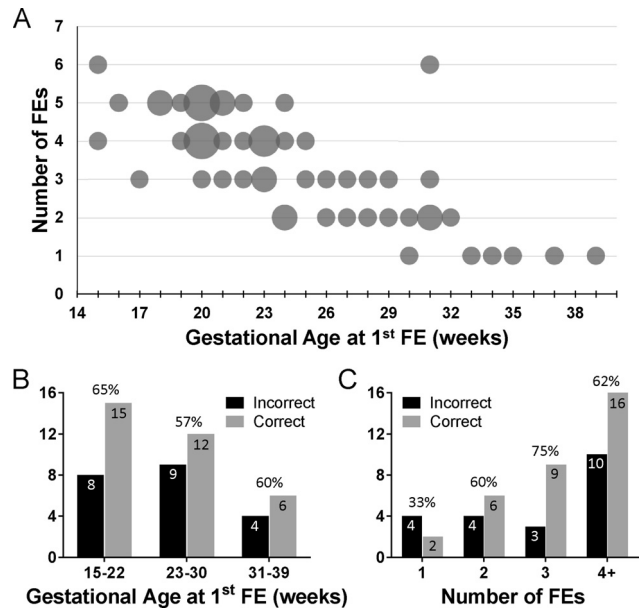 A
Number of FEs
7
6
5
4
3
2
1
0
14 17 20 23 26 29 32 35 38
Gestational Age at 1st FE (weeks)
B
16
12
8
4
0
65%
15
8
57%
12
9
60%
6
4
Incorrect
Correct
15-22 23-30 31-39
Gestational Age at 1st FE (weeks)
C
16
12
8
4
0
Incorrect
Correct
33%
4
2
60%
4
6
75%
3
9
62%
10
16
1 2 3 4+
Number of FEs